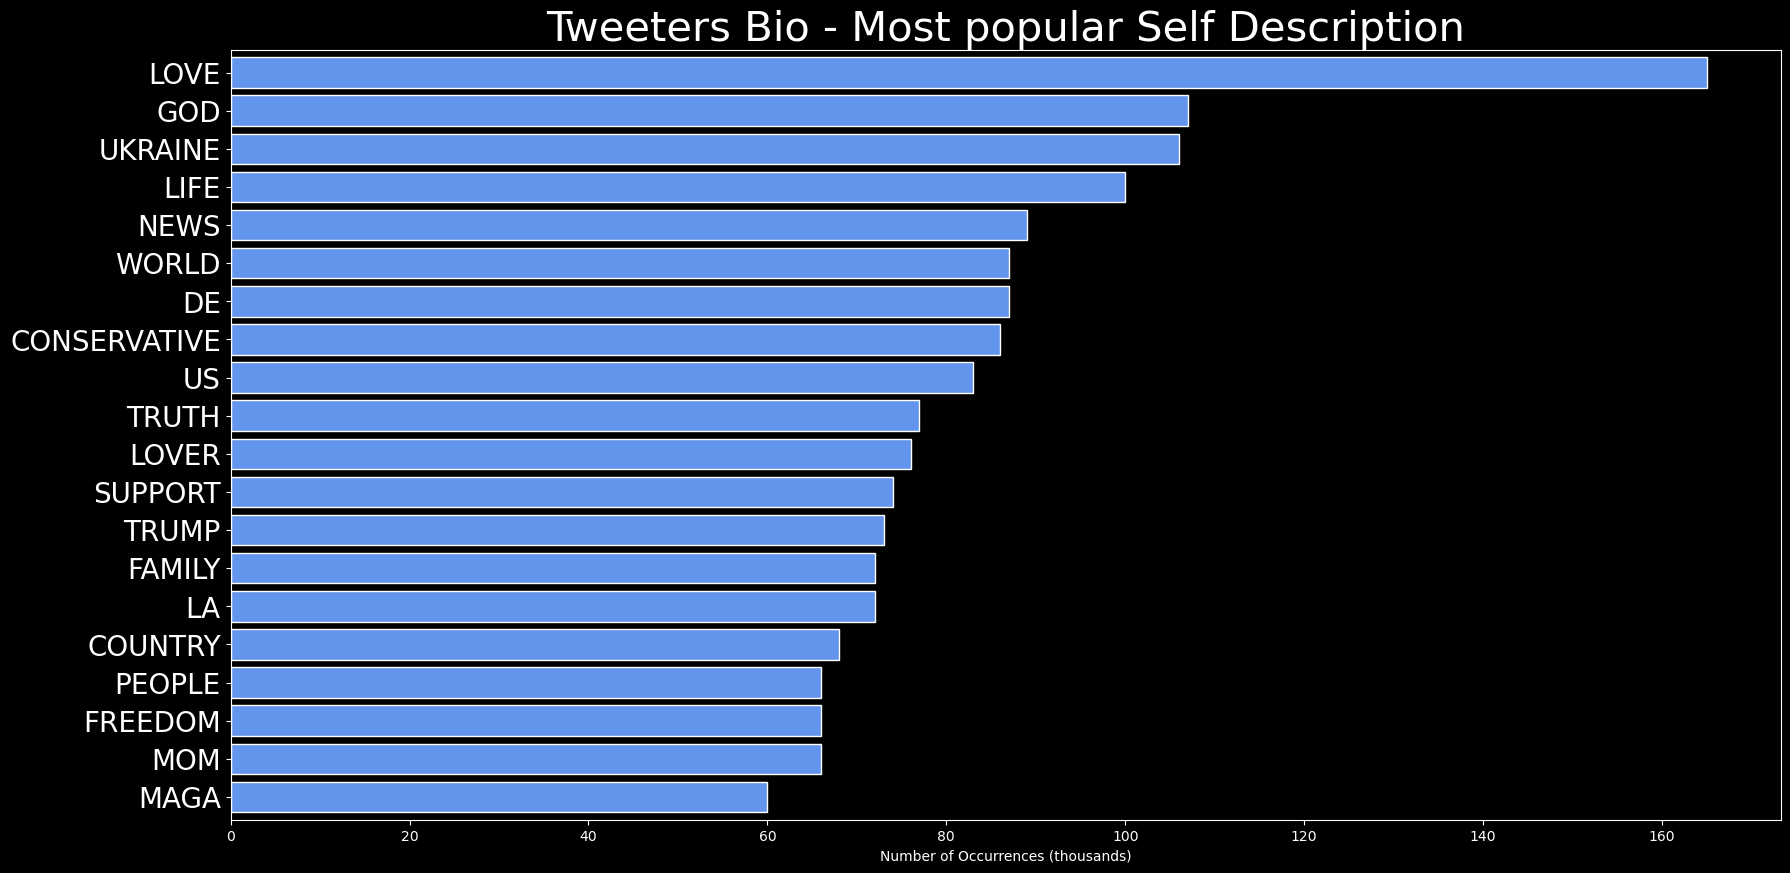 Tweeters Bio - Most popular Self Description
LOVE
GOD
UKRAINE
LIFE
NEWS
WORLD
DE
CONSERVATIVE
US
TRUTH
LOVER
SUPPORT
TRUMP
FAMILY
LA
COUNTRY
PEOPLE
FREEDOM
MOM
MAGA
0 20 40 60 80 100 120 140 160
Number of Occurrences (thousands)